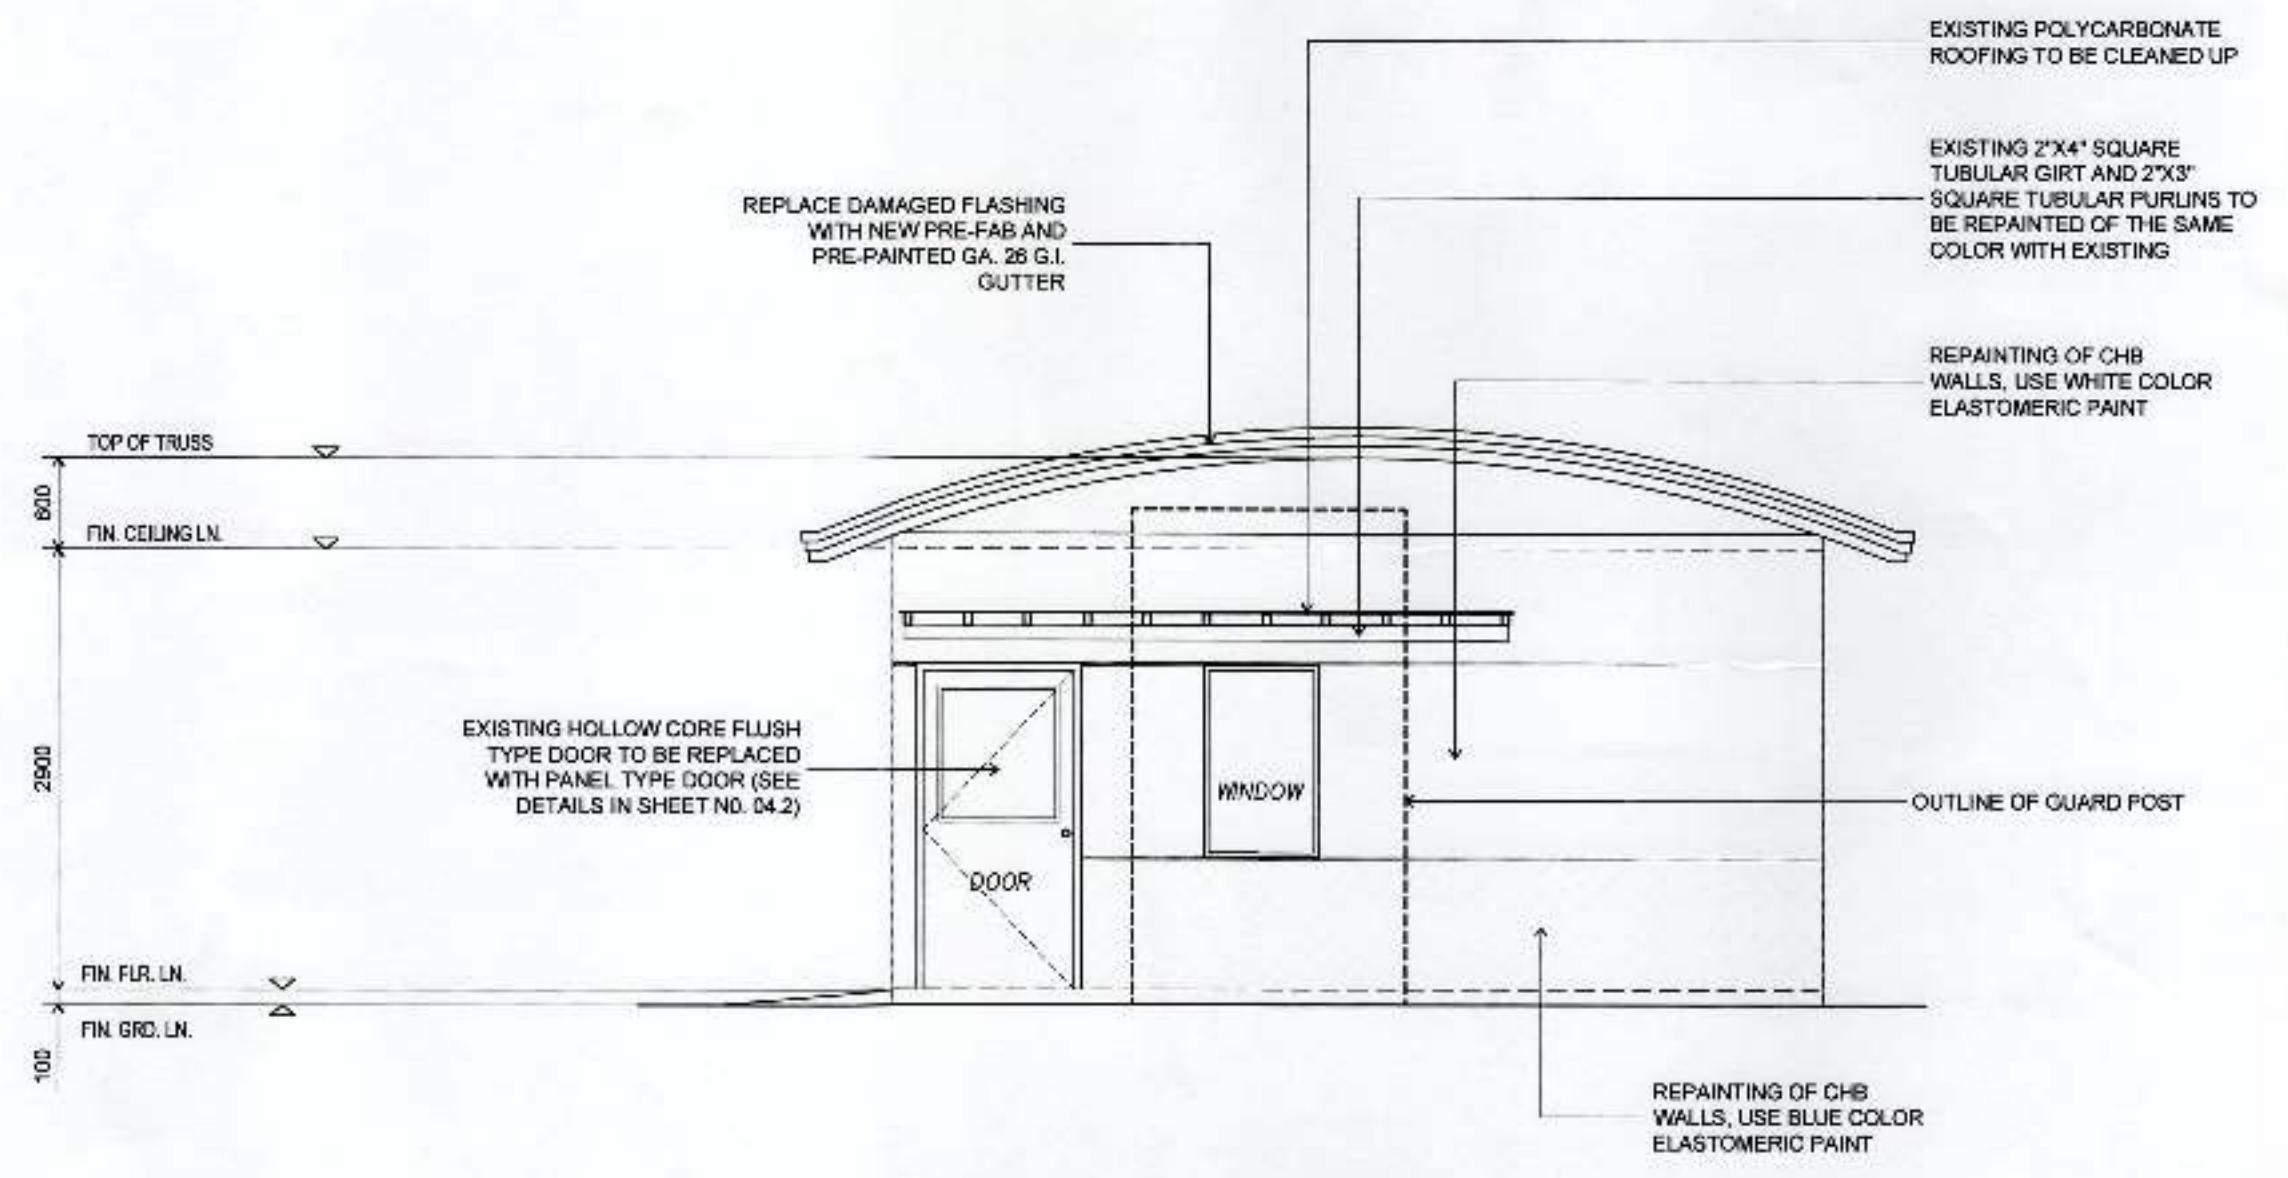 EXISTING POLYCARBONATE
ROOFING TO BE CLEANED UP
EXISTING 2"X4" SQUARE
TUBULAR GIRT AND 2"X3"
SQUARE TUBULAR PURLINS TO
BE REPAINTED OF THE SAME
COLOR WITH EXISTING
REPLACE DAMAGED FLASHING
WITH NEW PRE-FAB AND
PRE-PAINTED GA. 26 G.I.
GUTTER
REPAINTING OF CHB
WALLS, USE WHITE COLOR
ELASTOMERIC PAINT
TOP OF TRUSS
600
FIN. CEILING LN.
EXISTING HOLLOW CORE FLUSH
TYPE DOOR TO BE REPLACED
WITH PANEL TYPE DOOR (SEE
DETAILS IN SHEET N0. 04.2)
2900
WINDOW
OUTLINE OF GUARD POST
DOOR
FIN. FLR. LN.
FIN. GRD. LN.
100
REPAINTING OF CHB
WALLS, USE BLUE COLOR
ELASTOMERIC PAINT